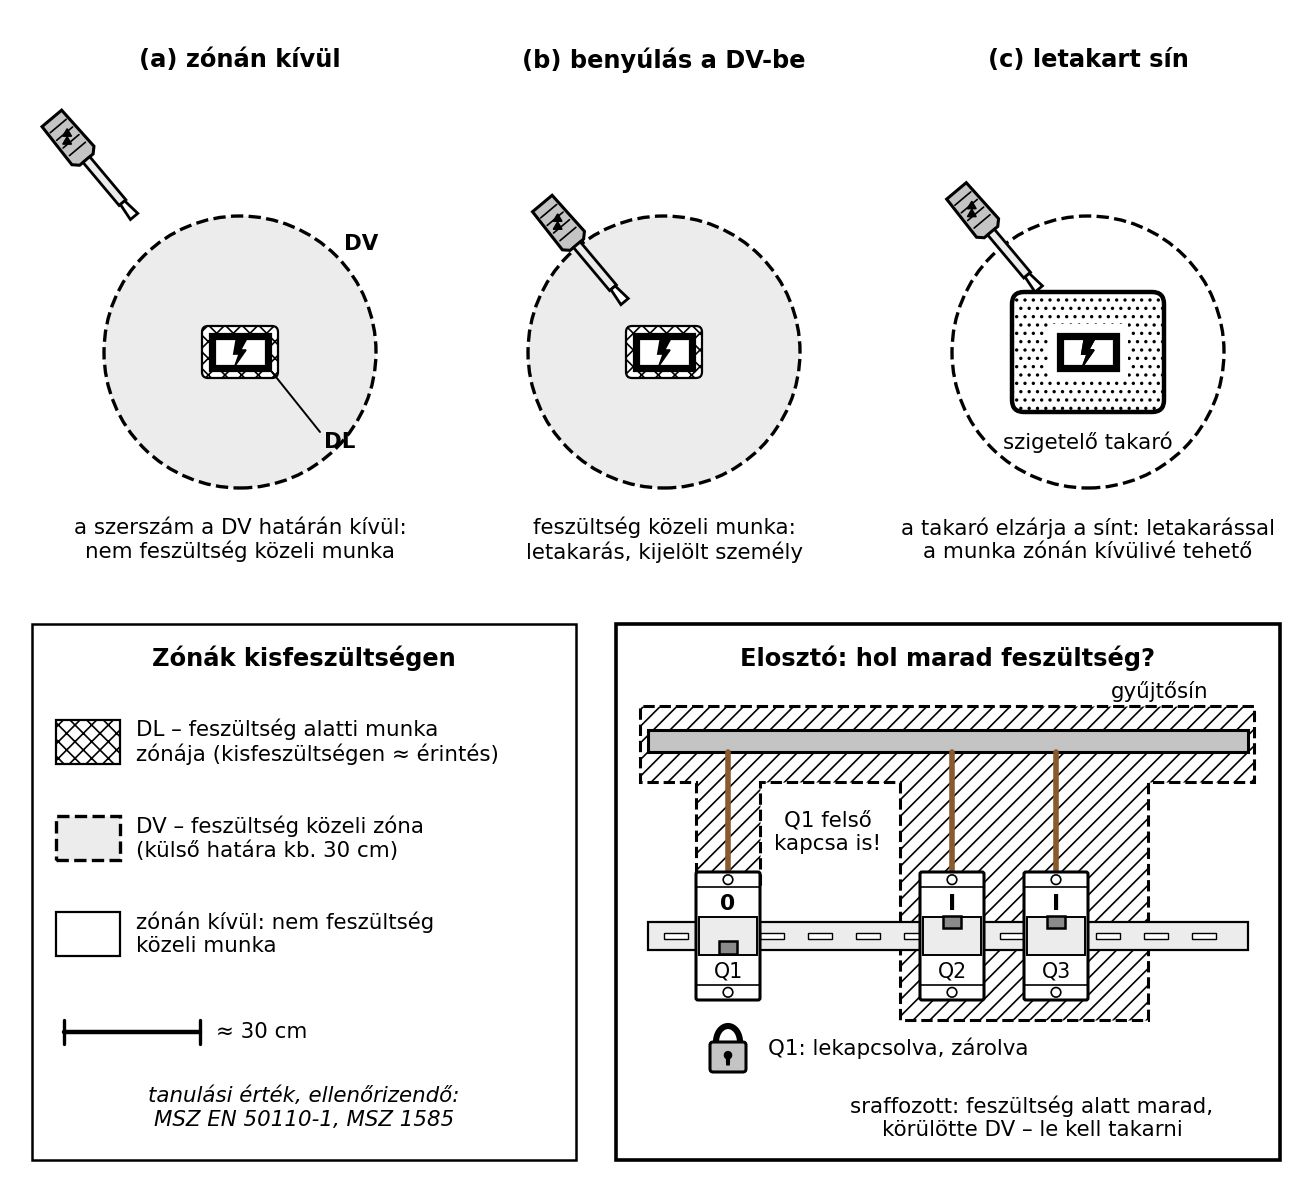 (a) zónán kívül
(b) benyúlás a DV-be
(c) letakart sín
DV
DL
szigetelő takaró
a szerszám a DV határán kívül:
nem feszültség közeli munka
feszültség közeli munka:
letakarás, kijelölt személy
a takaró elzárja a sínt: letakarással
a munka zónán kívülivé tehető
Zónák kisfeszültségen
DL – feszültség alatti munka
zónája (kisfeszültségen ≈ érintés)
DV – feszültség közeli zóna
(külső határa kb. 30 cm)
zónán kívül: nem feszültség
közeli munka
≈ 30 cm
tanulási érték, ellenőrizendő:
MSZ EN 50110-1, MSZ 1585
Elosztó: hol marad feszültség?
gyűjtősín
Q1 felső
kapcsa is!
0
I
I
Q1
Q2
Q3
Q1: lekapcsolva, zárolva
sraffozott: feszültség alatt marad,
körülötte DV – le kell takarni